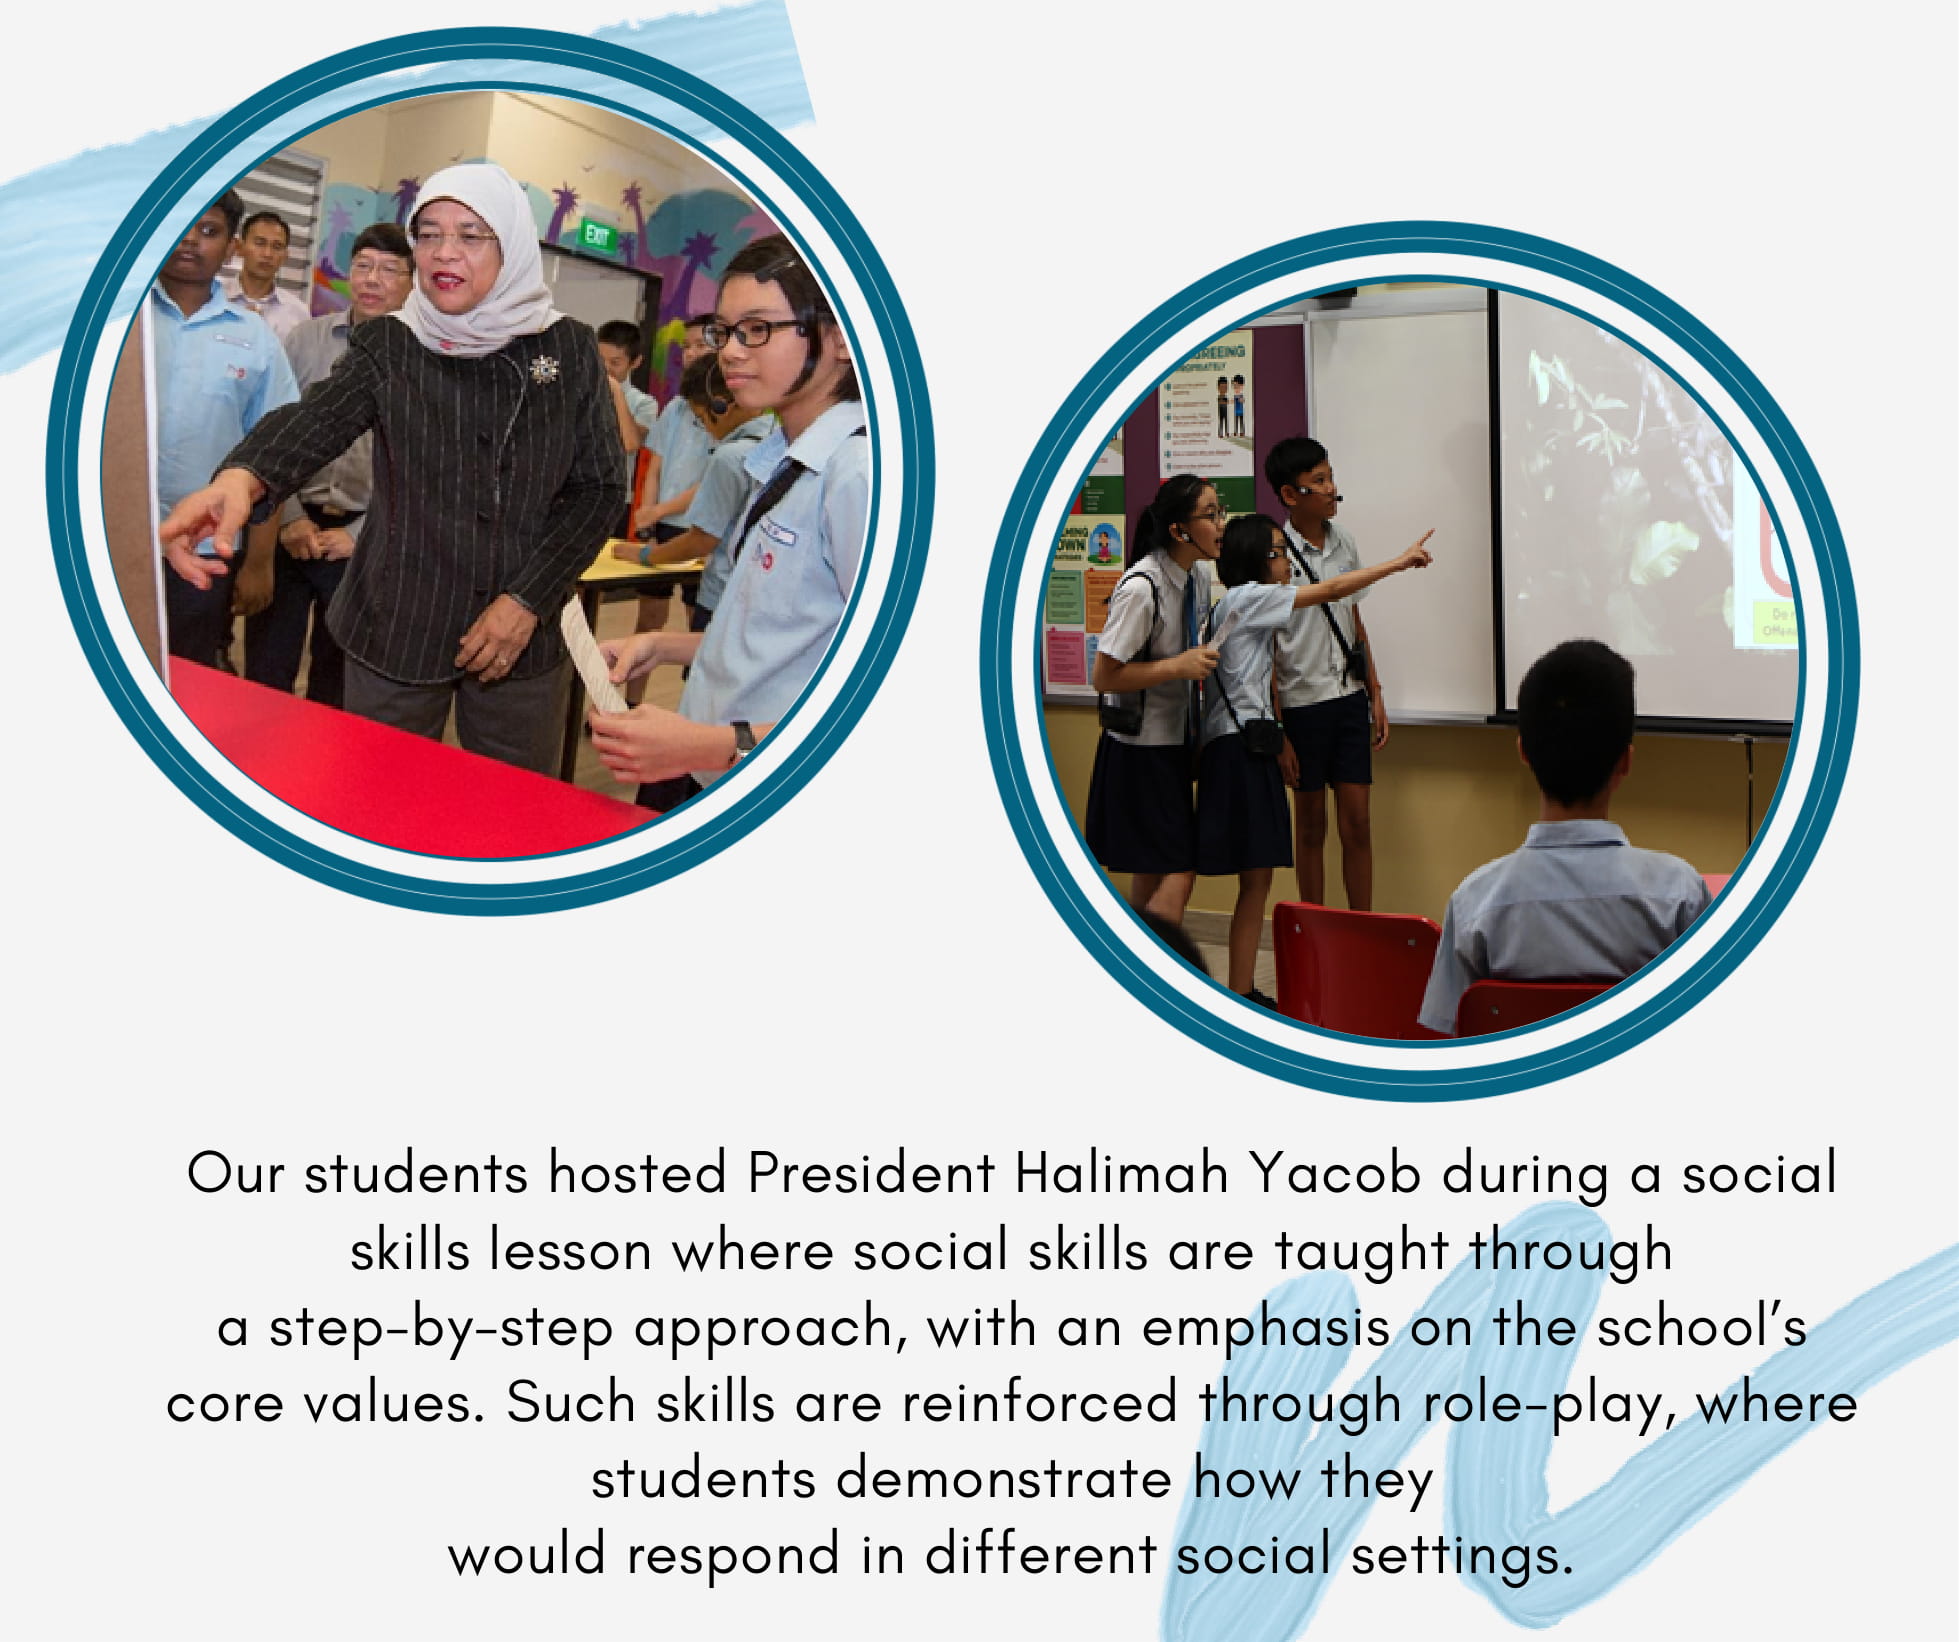 EXIT
GREEING
ROPRIATELY
Our students hosted President Halimah Yacob during a social
skills lesson where social skills are taught through
a step-by-step approach, with an emphasis on the school's
core values. Such skills are reinforced through role-play, where
students demonstrate how they
would respond in different social settings.